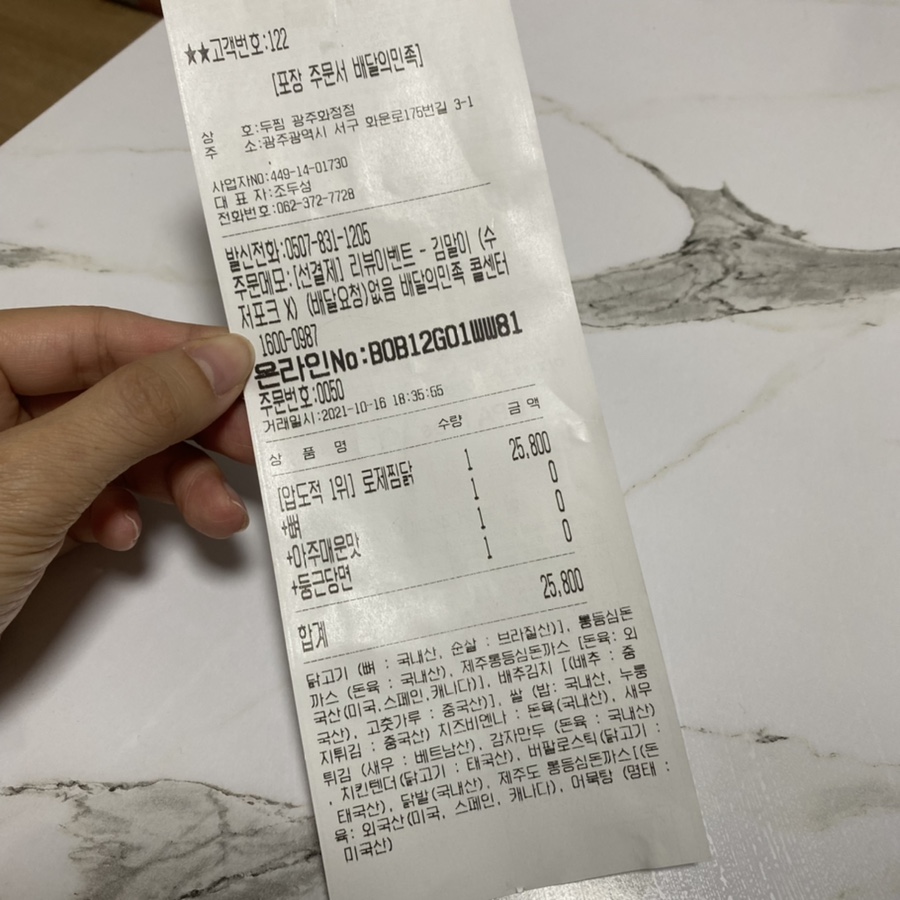 ★★고객번호:122
[포장 주문서 배달의민족]
상 호:두찜 광주화정점
주 소:광주광역시 서구 화운로175번길 3-1
사업자NO:449-14-01730
대 표 자:조두성
전화번호:062-372-7728
발신전화:0507-831-1205
주문메모:[선결제] 리뷰이벤트 - 김말이 (수
저포크 X) (배달요청)없음 배달의민족 콜센터
1600-0987
온라인No:B0B12G01WW81
주문번호:0050
거래일시:2021-10-16 18:35:55
상 품 명 수량 금 액
[압도적 1위] 로제찜닭 1 25,800
+뼈 1 0
+아주매운맛 1 0
+둥근당면 1 0
합계 25,800
닭고기 (뼈 : 국내산, 순살 : 브라질산)], 통등심돈
까스 (돈육 : 국내산), 제주통등심돈까스 [돈육: 외
국산(미국,스페인,캐나다)], 배추김치 [(배추 : 중
국산), 고춧가루 : 중국산)], 쌀 (밥: 국내산, 누룽
지튀김 : 중국산) 치즈비엔나 : 돈육(국내산), 새우
튀김 (새우 : 베트남산), 감자만두 (돈육 : 국내산)
, 치킨텐더(닭고기 : 태국산), 버팔로스틱(닭고기 :
태국산), 닭발(국내산), 제주도 통등심돈까스[(돈
육: 외국산(미국, 스페인, 캐나다), 어묵탕 (명태 :
미국산)